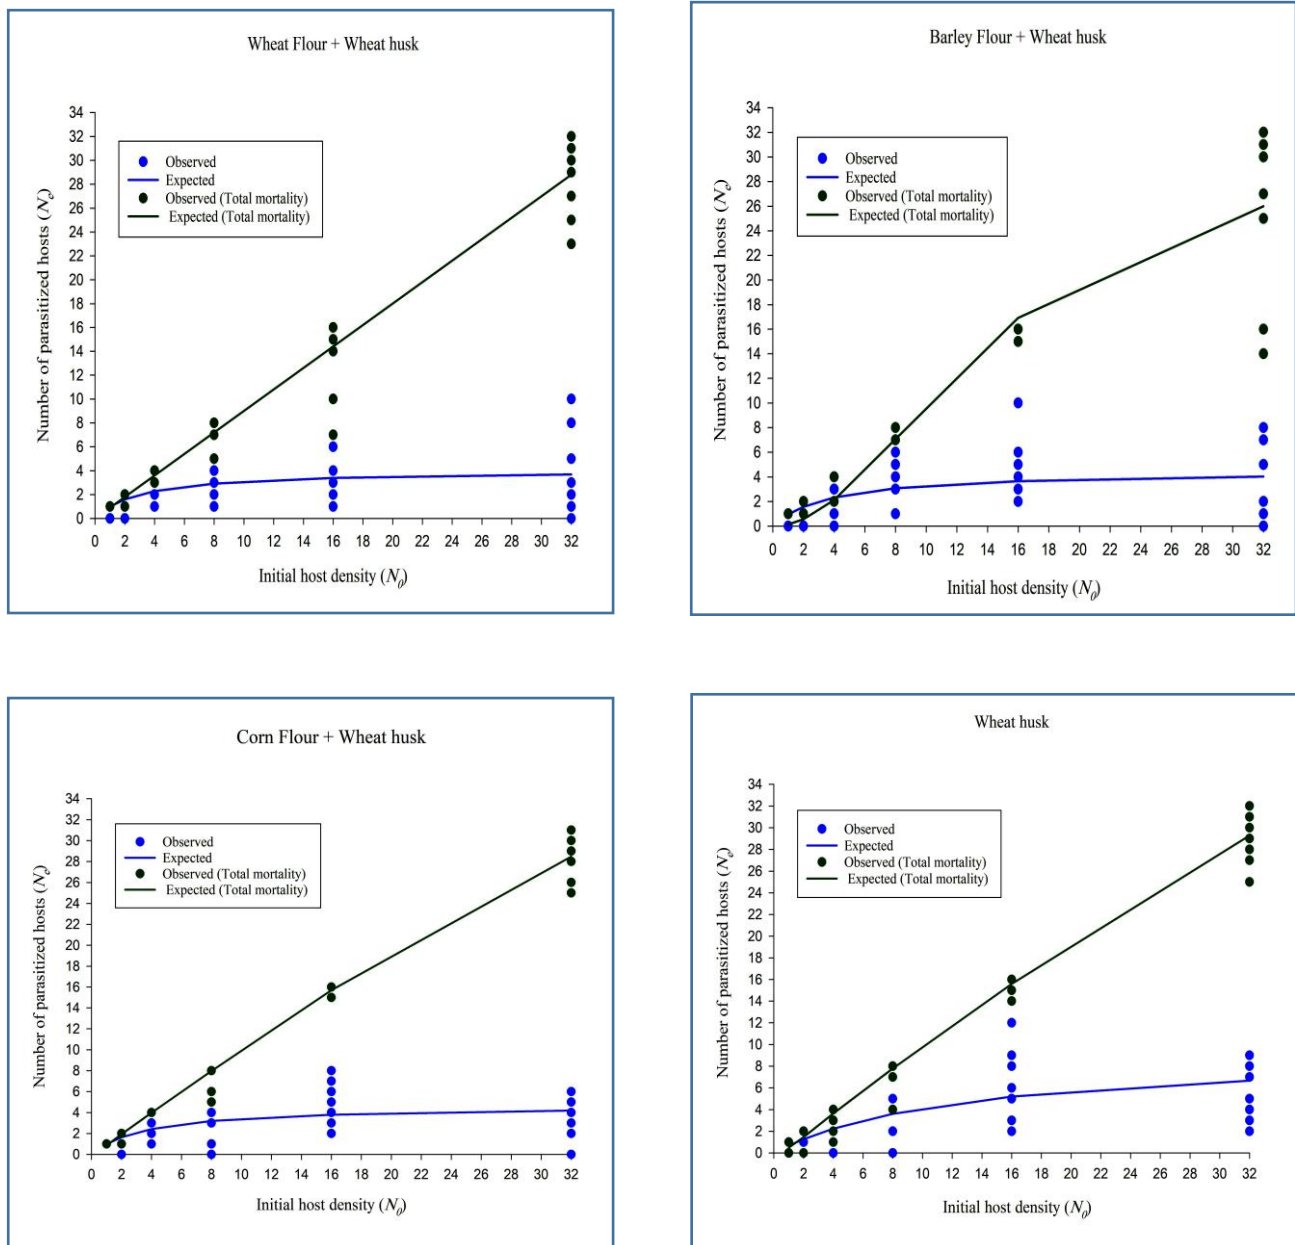 Wheat Flour + Wheat husk
34
32
30
28
26
24
22
20
18
16
14
12
10
8
6
4
2
0
Number of parasitized hosts (Ne)
Observed
Expected
Observed (Total mortality)
Expected (Total mortality)
0 2 4 6 8 10 12 14 16 18 20 22 24 26 28 30 32
Initial host density (N0)
Barley Flour + Wheat husk
34
32
30
28
26
24
22
20
18
16
14
12
10
8
6
4
2
0
Number of parasitized hosts (Ne)
Observed
Expected
Observed (Total mortality)
Expected (Total mortality)
0 2 4 6 8 10 12 14 16 18 20 22 24 26 28 30 32
Initial host density (N0)
Corn Flour + Wheat husk
34
32
30
28
26
24
22
20
18
16
14
12
10
8
6
4
2
0
Number of parasitized hosts (Ne)
Observed
Expected
Observed (Total mortality)
Expected (Total mortality)
0 2 4 6 8 10 12 14 16 18 20 22 24 26 28 30 32
Initial host density (N0)
Wheat husk
34
32
30
28
26
24
22
20
18
16
14
12
10
8
6
4
2
0
Number of parasitized hosts (Ne)
Observed
Expected
Observed (Total mortality)
Expected (Total mortality)
0 2 4 6 8 10 12 14 16 18 20 22 24 26 28 30 32
Initial host density (N0)